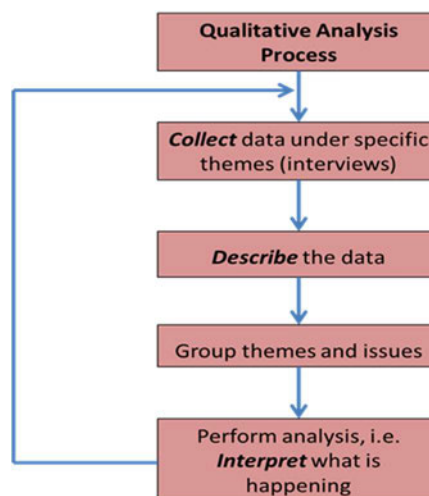 Qualitative Analysis
Process
Collect data under specific
themes (interviews)
Describe the data
Group themes and issues
Perform analysis, i.e.
Interpret what is
happening